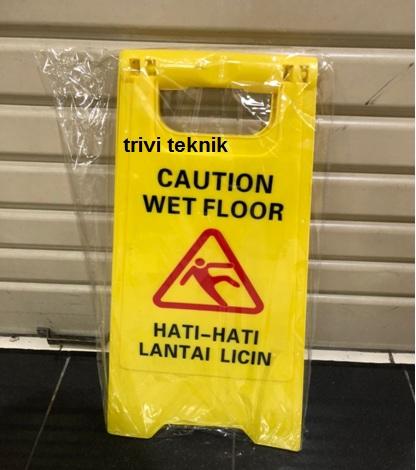 trivi teknik
CAUTION
WET FLOOR
HATI-HATI
LANTAI LICIN